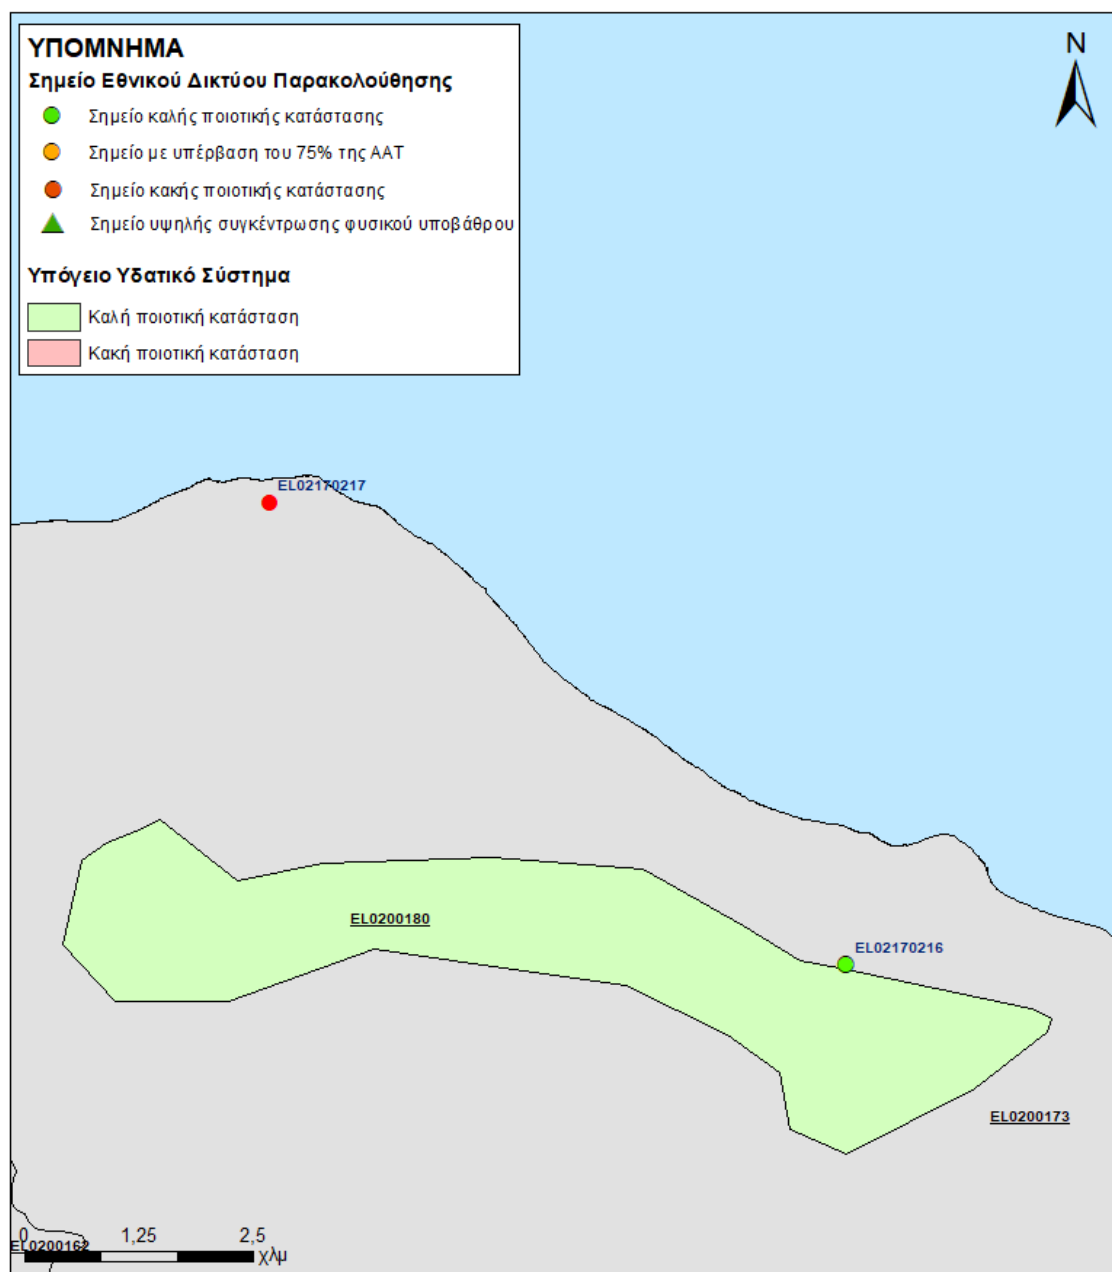 ΥΠΟΜΝΗΜΑ
Σημείο Εθνικού Δικτύου Παρακολούθησης
Σημείο καλής ποιοτικής κατάστασης
Σημείο με υπέρβαση του 75% της ΑΑΤ
Σημείο κακής ποιοτικής κατάστασης
Σημείο υψηλής συγκέντρωσης φυσικού υποβάθρου
Υπόγειο Υδατικό Σύστημα
Καλή ποιοτική κατάσταση
Κακή ποιοτική κατάσταση
N
EL02170217
EL0200180
EL02170216
EL0200173
0 1,25 2,5
EL0200162
χλμ